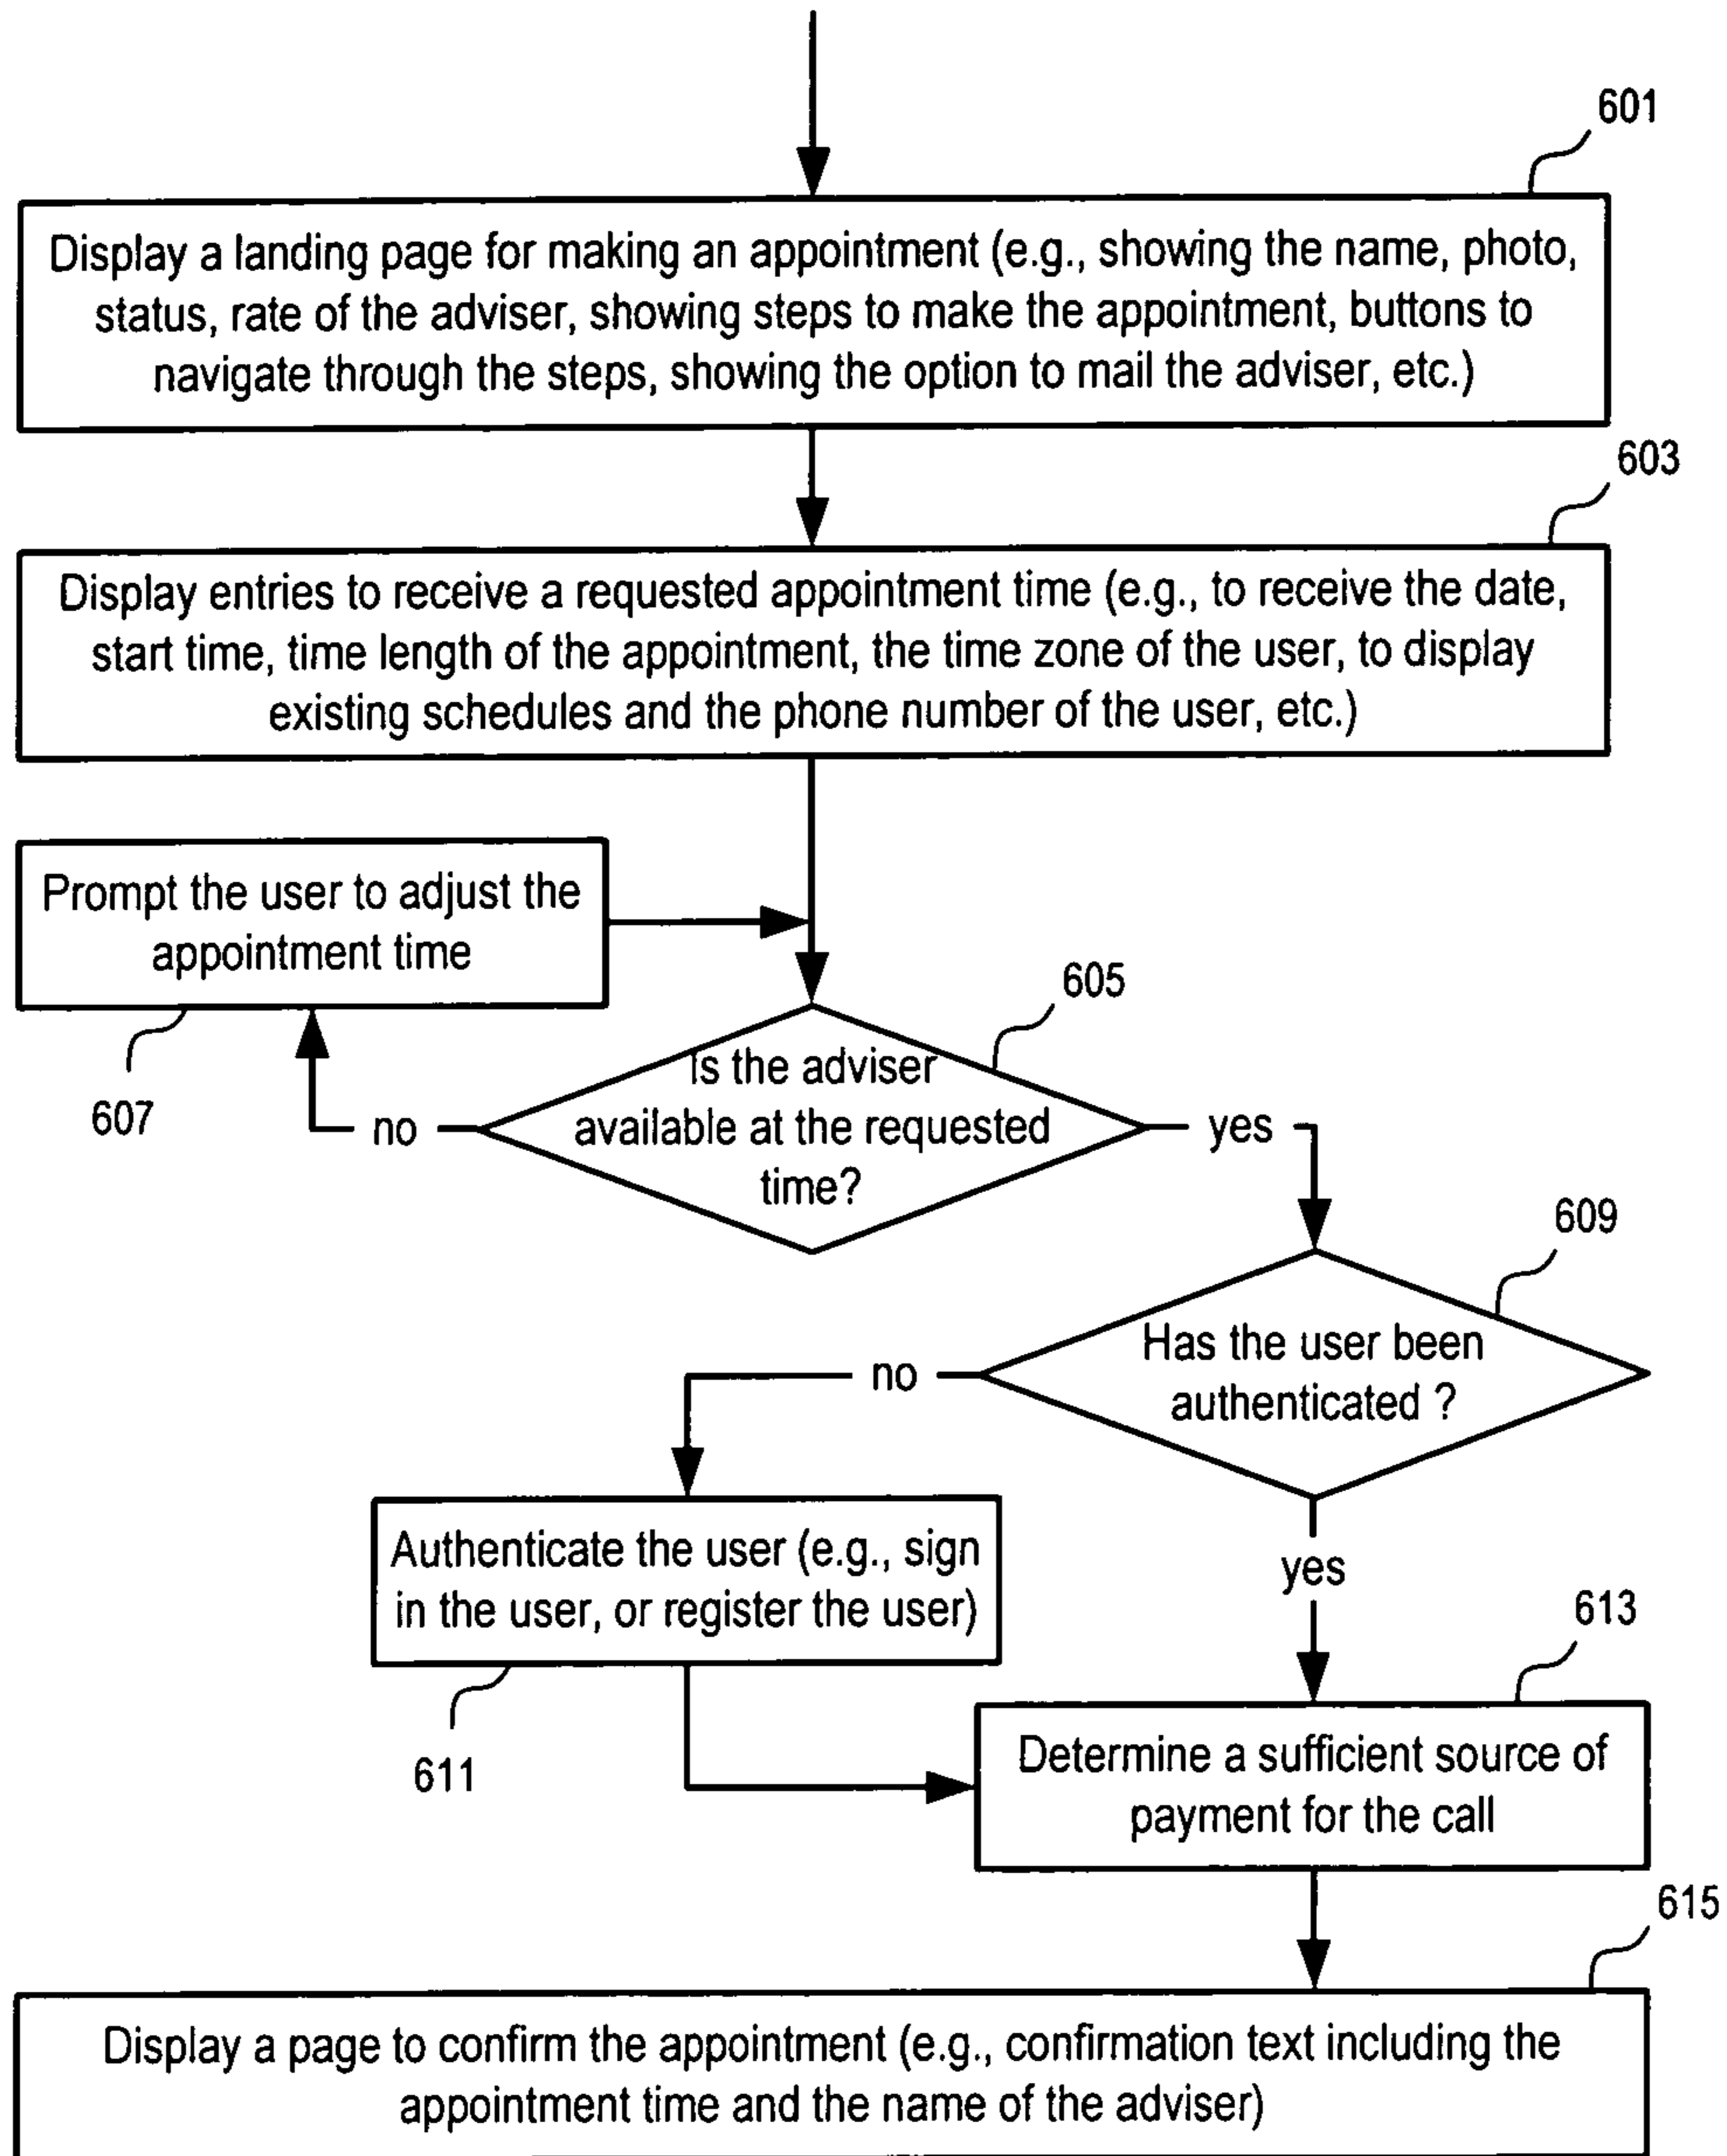 601
Display a landing page for making an appointment (e.g., showing the name, photo,
status, rate of the adviser, showing steps to make the appointment, buttons to
navigate through the steps, showing the option to mail the adviser, etc.)
603
Display entries to receive a requested appointment time (e.g., to receive the date,
start time, time length of the appointment, the time zone of the user, to display
existing schedules and the phone number of the user, etc.)
Prompt the user to adjust the
appointment time
607
605
Is the adviser
available at the requested
time?
no
yes
609
Has the user been
authenticated ?
no
yes
Authenticate the user (e.g., sign
in the user, or register the user)
611
613
Determine a sufficient source of
payment for the call
615
Display a page to confirm the appointment (e.g., confirmation text including the
appointment time and the name of the adviser)